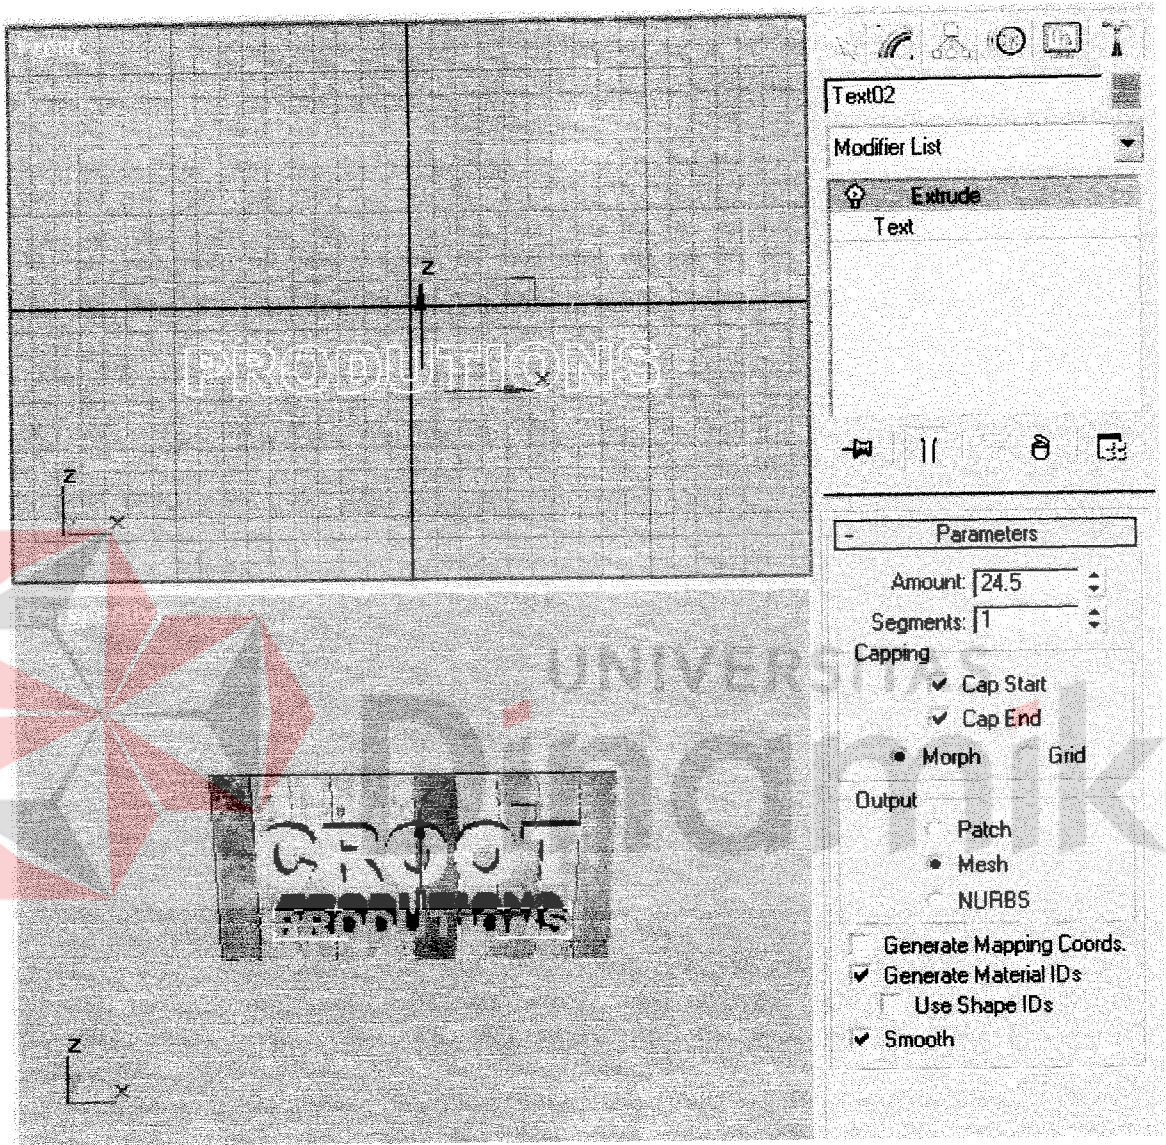 Front
Text02
Modifier List
Extrude
Text
Z
PRODUTIONS
X
Z
X
Parameters
Amount: 24.5
Segments: 1
Capping
Cap Start
Cap End
Morph Grid
Output
Patch
Mesh
NURBS
Generate Mapping Coords.
Generate Material IDs
Use Shape IDs
Smooth
UNIVERSITAS
Dinamik
CROOT
PRODUTIONS
Z
X